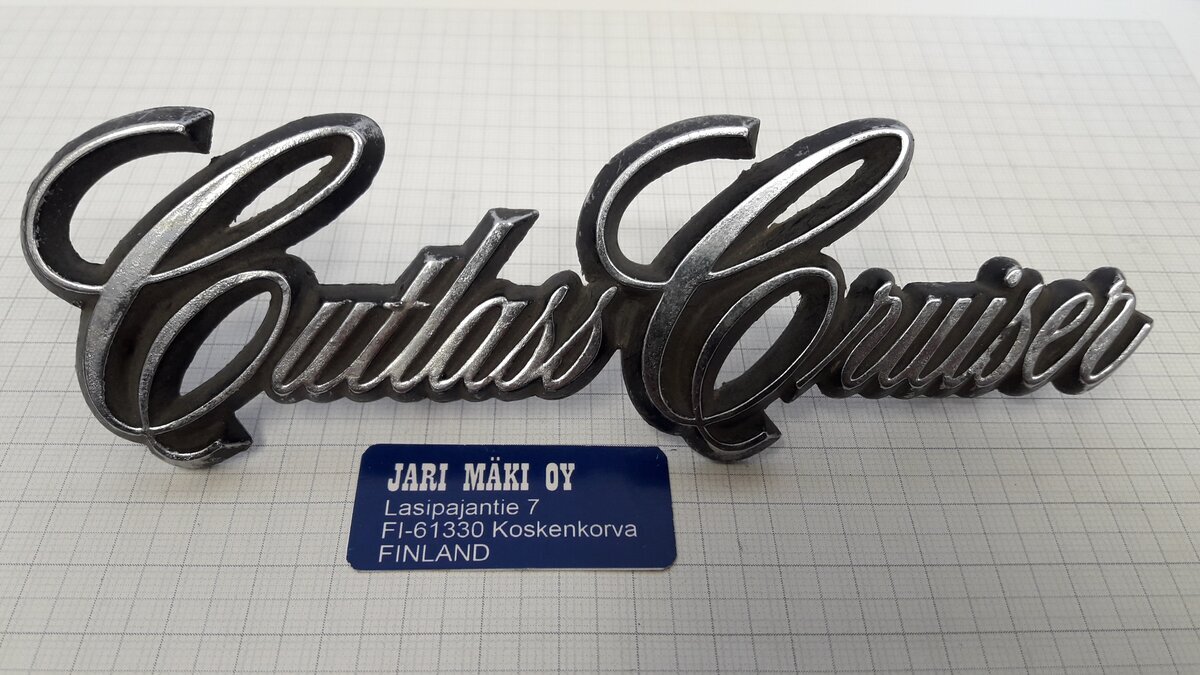 Cutlass Cruiser
JARI MÄKI OY
Lasipajantie 7
FI-61330 Koskenkorva
FINLAND